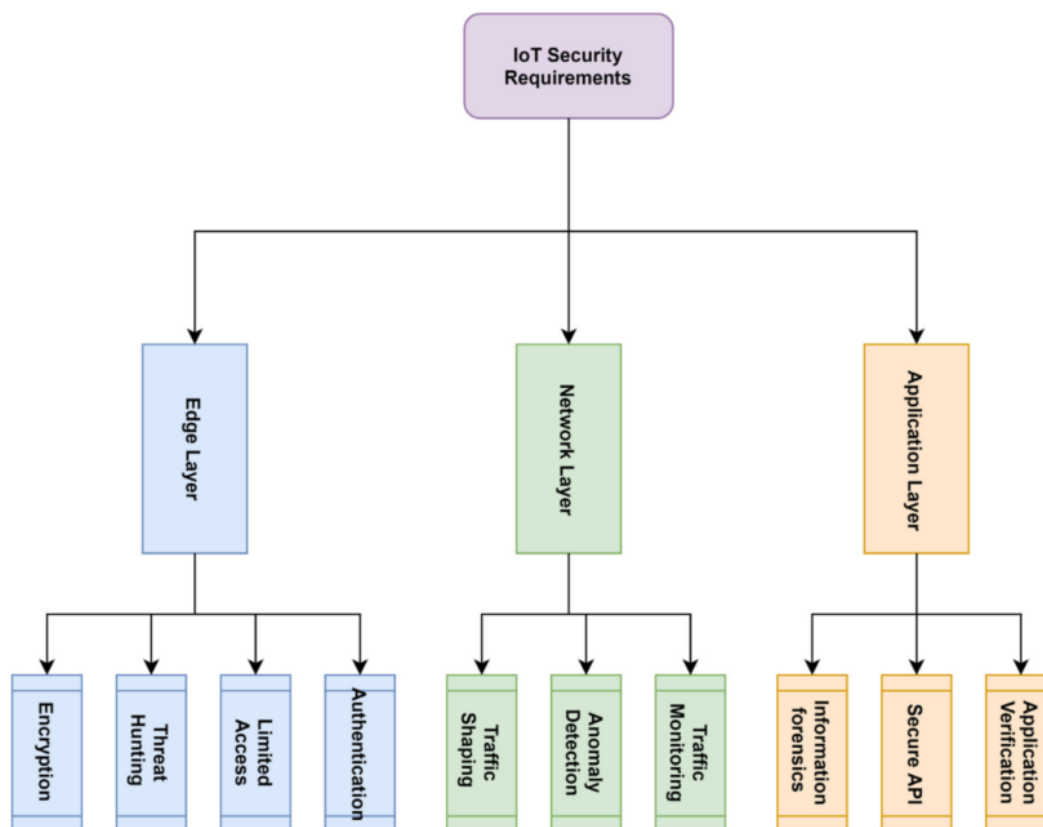 IoT Security
Requirements
Edge Layer
Network Layer
Application Layer
Encryption
Threat
Hunting
Limited
Access
Authentication
Traffic
Shaping
Anomaly
Detection
Traffic
Monitoring
Information
forensics
Secure API
Application
Verification